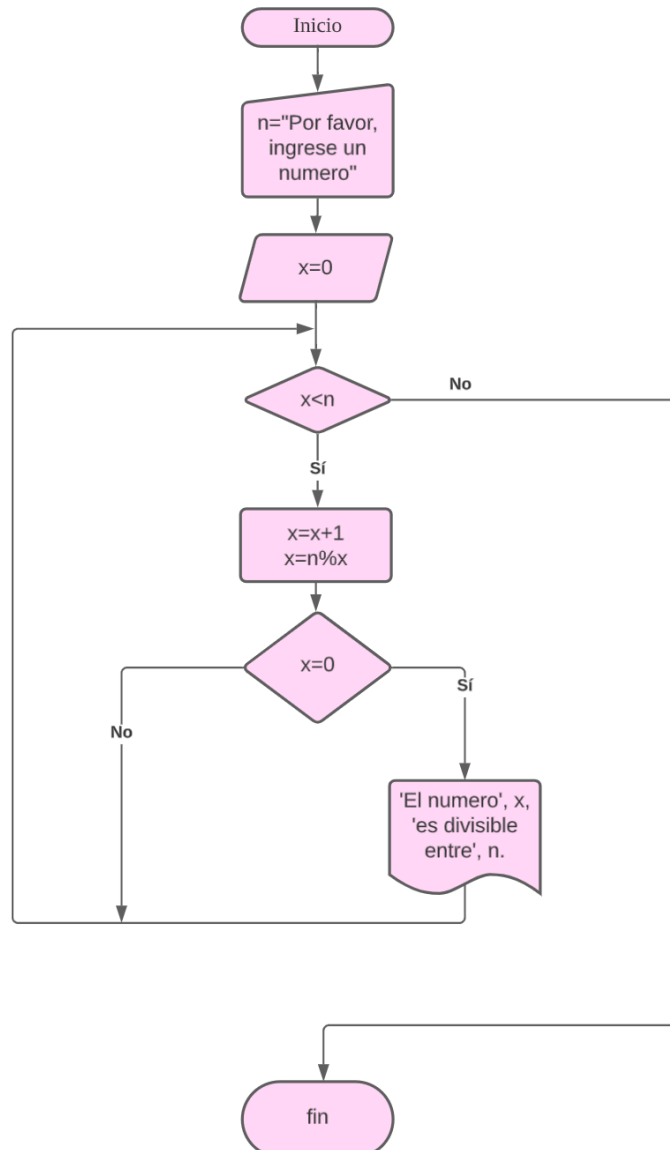 Inicio
n="Por favor,
ingrese un
numero"
x=0
x<n
No
Sí
x=x+1
x=n%x
x=0
Sí
No
'El numero', x,
'es divisible
entre', n.
fin